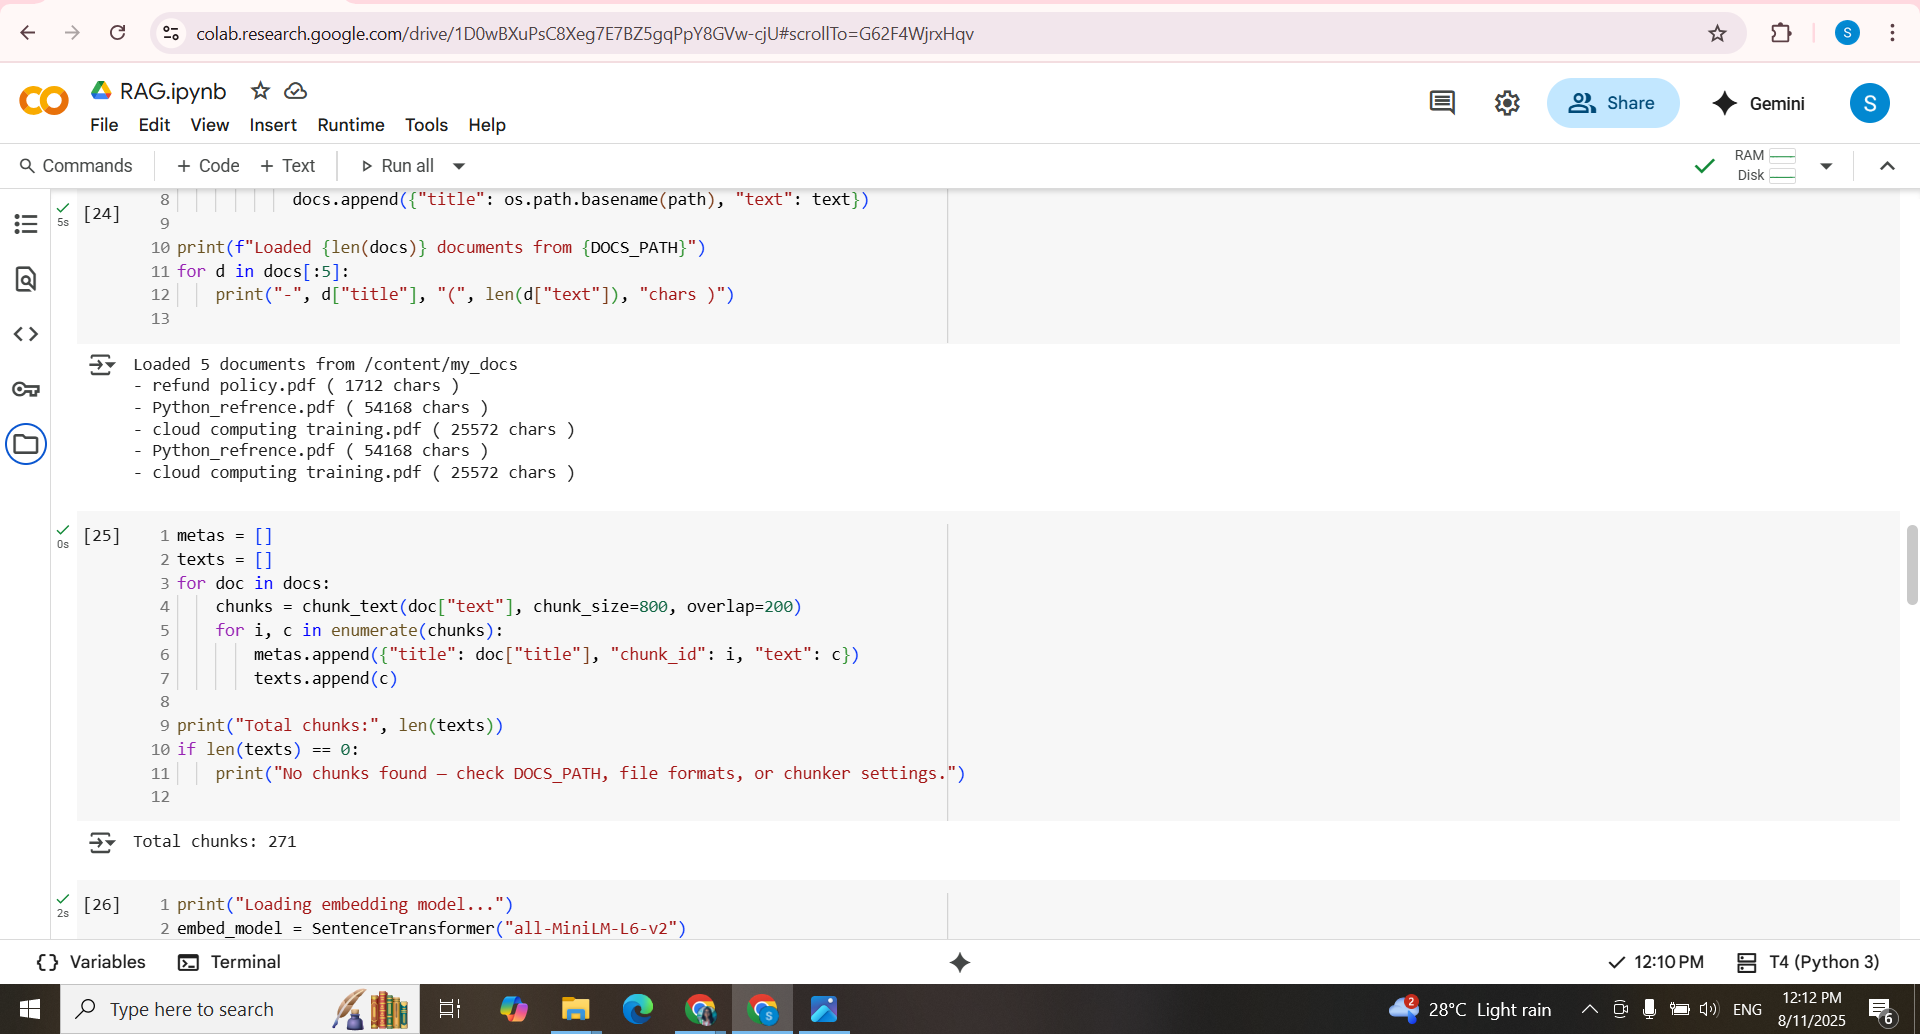 colab.research.google.com/drive/1D0wBXuPsC8Xeg7E7BZ5gqPpY8GVw-cjU#scrollTo=G62F4WjrxHqv
S
CO
RAG.ipynb
File Edit View Insert Runtime Tools Help
Share
Gemini
S
Commands + Code + Text Run all
RAM
Disk
5s
[24]
8 docs.append({"title": os.path.basename(path), "text": text})
9
10 print(f"Loaded {len(docs)} documents from {DOCS_PATH}")
11 for d in docs[:5]:
12 print("-", d["title"], "(", len(d["text"]), "chars )")
13
Loaded 5 documents from /content/my_docs
- refund policy.pdf ( 1712 chars )
- Python_refrence.pdf ( 54168 chars )
- cloud computing training.pdf ( 25572 chars )
- Python_refrence.pdf ( 54168 chars )
- cloud computing training.pdf ( 25572 chars )
0s
[25]
1 metas = []
2 texts = []
3 for doc in docs:
4 chunks = chunk_text(doc["text"], chunk_size=800, overlap=200)
5 for i, c in enumerate(chunks):
6 metas.append({"title": doc["title"], "chunk_id": i, "text": c})
7 texts.append(c)
8
9 print("Total chunks:", len(texts))
10 if len(texts) == 0:
11 print("No chunks found — check DOCS_PATH, file formats, or chunker settings.")
12
Total chunks: 271
2s
[26]
1 print("Loading embedding model...")
2 embed_model = SentenceTransformer("all-MiniLM-L6-v2")
{} Variables Terminal
12:10 PM T4 (Python 3)
Type here to search
S
2
28°C Light rain
ENG
12:12 PM
8/11/2025
6